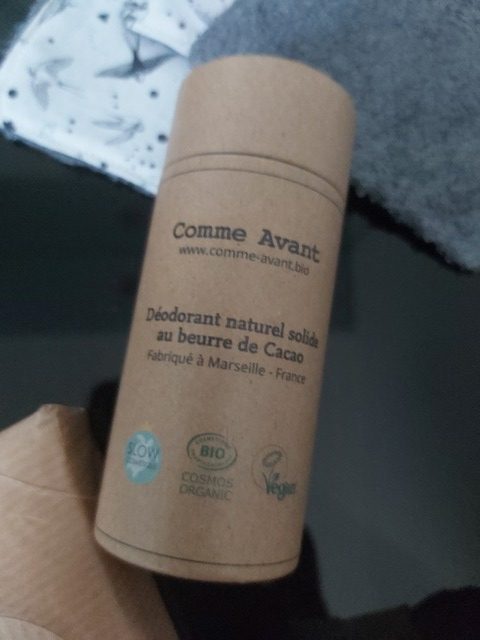 Comme Avant
www.comme-avant.bio
Déodorant naturel solide
au beurre de Cacao
Fabriqué à Marseille - France
SLOW
BIO
COSMOS
ORGANIC
Vegan